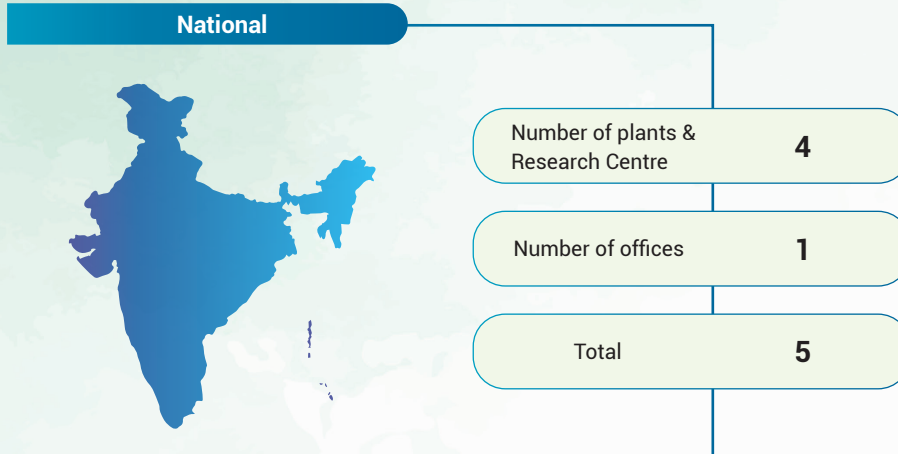 National
Number of plants &
Research Centre
4
Number of offices
1
Total
5